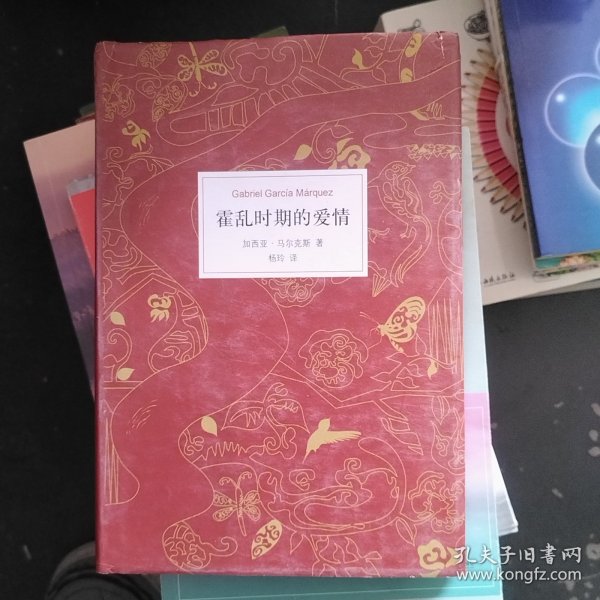 Gabriel García Márquez
霍乱时期的爱情
加西亚·马尔克斯 著
杨玲 译
孔夫子旧書网
www.kongfz.com